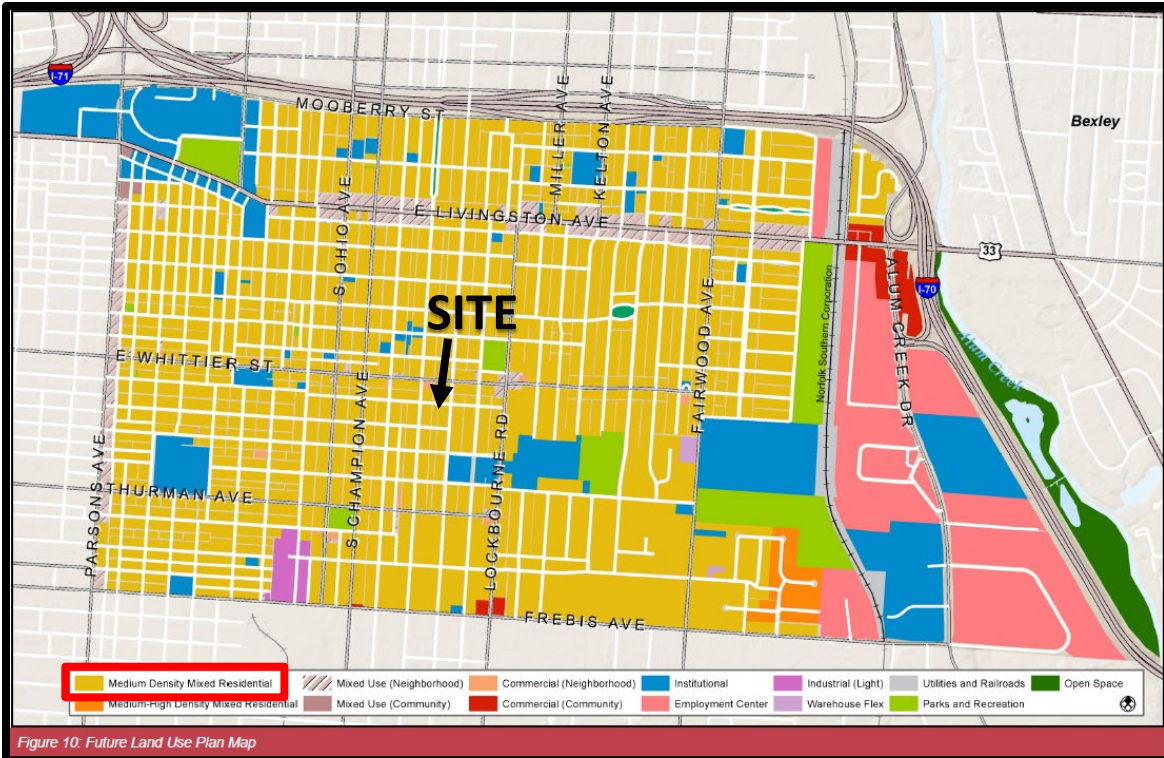 I-71
MOOBERRY ST
MILLER AVE
KELTON AVE
Bexley
S OHIO AVE
E LIVINGSTON AVE
33
I-70
Norfolk Southern Corporation
ALUM CREEK DR
Alum Creek
FAIRWOOD AVE
SITE
E WHITTIER ST
S CHAMPION AVE
LOCKBOURNE RD
PARSONS AVE
THURMAN AVE
FREBIS AVE
Medium Density Mixed Residential
Mixed Use (Neighborhood)
Commercial (Neighborhood)
Institutional
Industrial (Light)
Utilities and Railroads
Open Space
Medium-High Density Mixed Residential
Mixed Use (Community)
Commercial (Community)
Employment Center
Warehouse Flex
Parks and Recreation
Figure 10: Future Land Use Plan Map